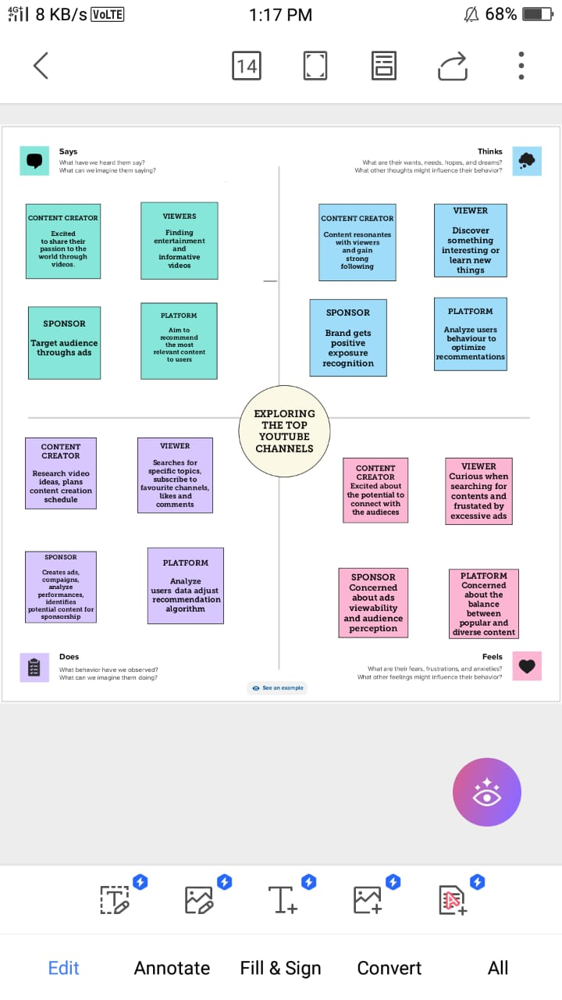 4G+ 8 KB/s VoLTE 1:17 PM 68%
14
Says
What have we heard them say?
What can we imagine them saying?
Thinks
What are their wants, needs, hopes, and dreams?
What other thoughts might influence their behavior?
CONTENT CREATOR
Excited
to share their
passion to the
world through
videos.
VIEWERS
Finding
entertainment
and
informative
videos
CONTENT CREATOR
Content resonantes
with viewers
and gain
strong
following
VIEWER
Discover
something
interesting or
learn new
things
SPONSOR
Target audience
throughs ads
PLATFORM
Aim to
recommend
the most
relevant content
to users
SPONSOR
Brand gets
positive
exposure
recognition
PLATFORM
Analyze users
behaviour to
optimize
recommentations
EXPLORING
THE TOP
YOUTUBE
CHANNELS
CONTENT
CREATOR
Research video
ideas, plans
content creation
schedule
VIEWER
Searches for
specific topics,
subscribe to
favourite channels,
likes and
comments
CONTENT
CREATOR
Excited about
the potential to
connect with
the audieces
VIEWER
Curious when
searching for
contents and
frustated by
excessive ads
SPONSOR
Creates ads,
compaigns,
analyze
performances,
identifies
potential content for
sponsorship
PLATFORM
Analyze
users data adjust
recommendation
algorithm
SPONSOR
Concerned
about ads
viewability
and audience
perception
PLATFORM
Concerned
about the
balance
between
popular and
diverse content
Does
What behavior have we observed?
What can we imagine them doing?
Feels
What are their fears, frustrations, and anxieties?
What other feelings might influence their behavior?
See an example
Edit Annotate Fill & Sign Convert All